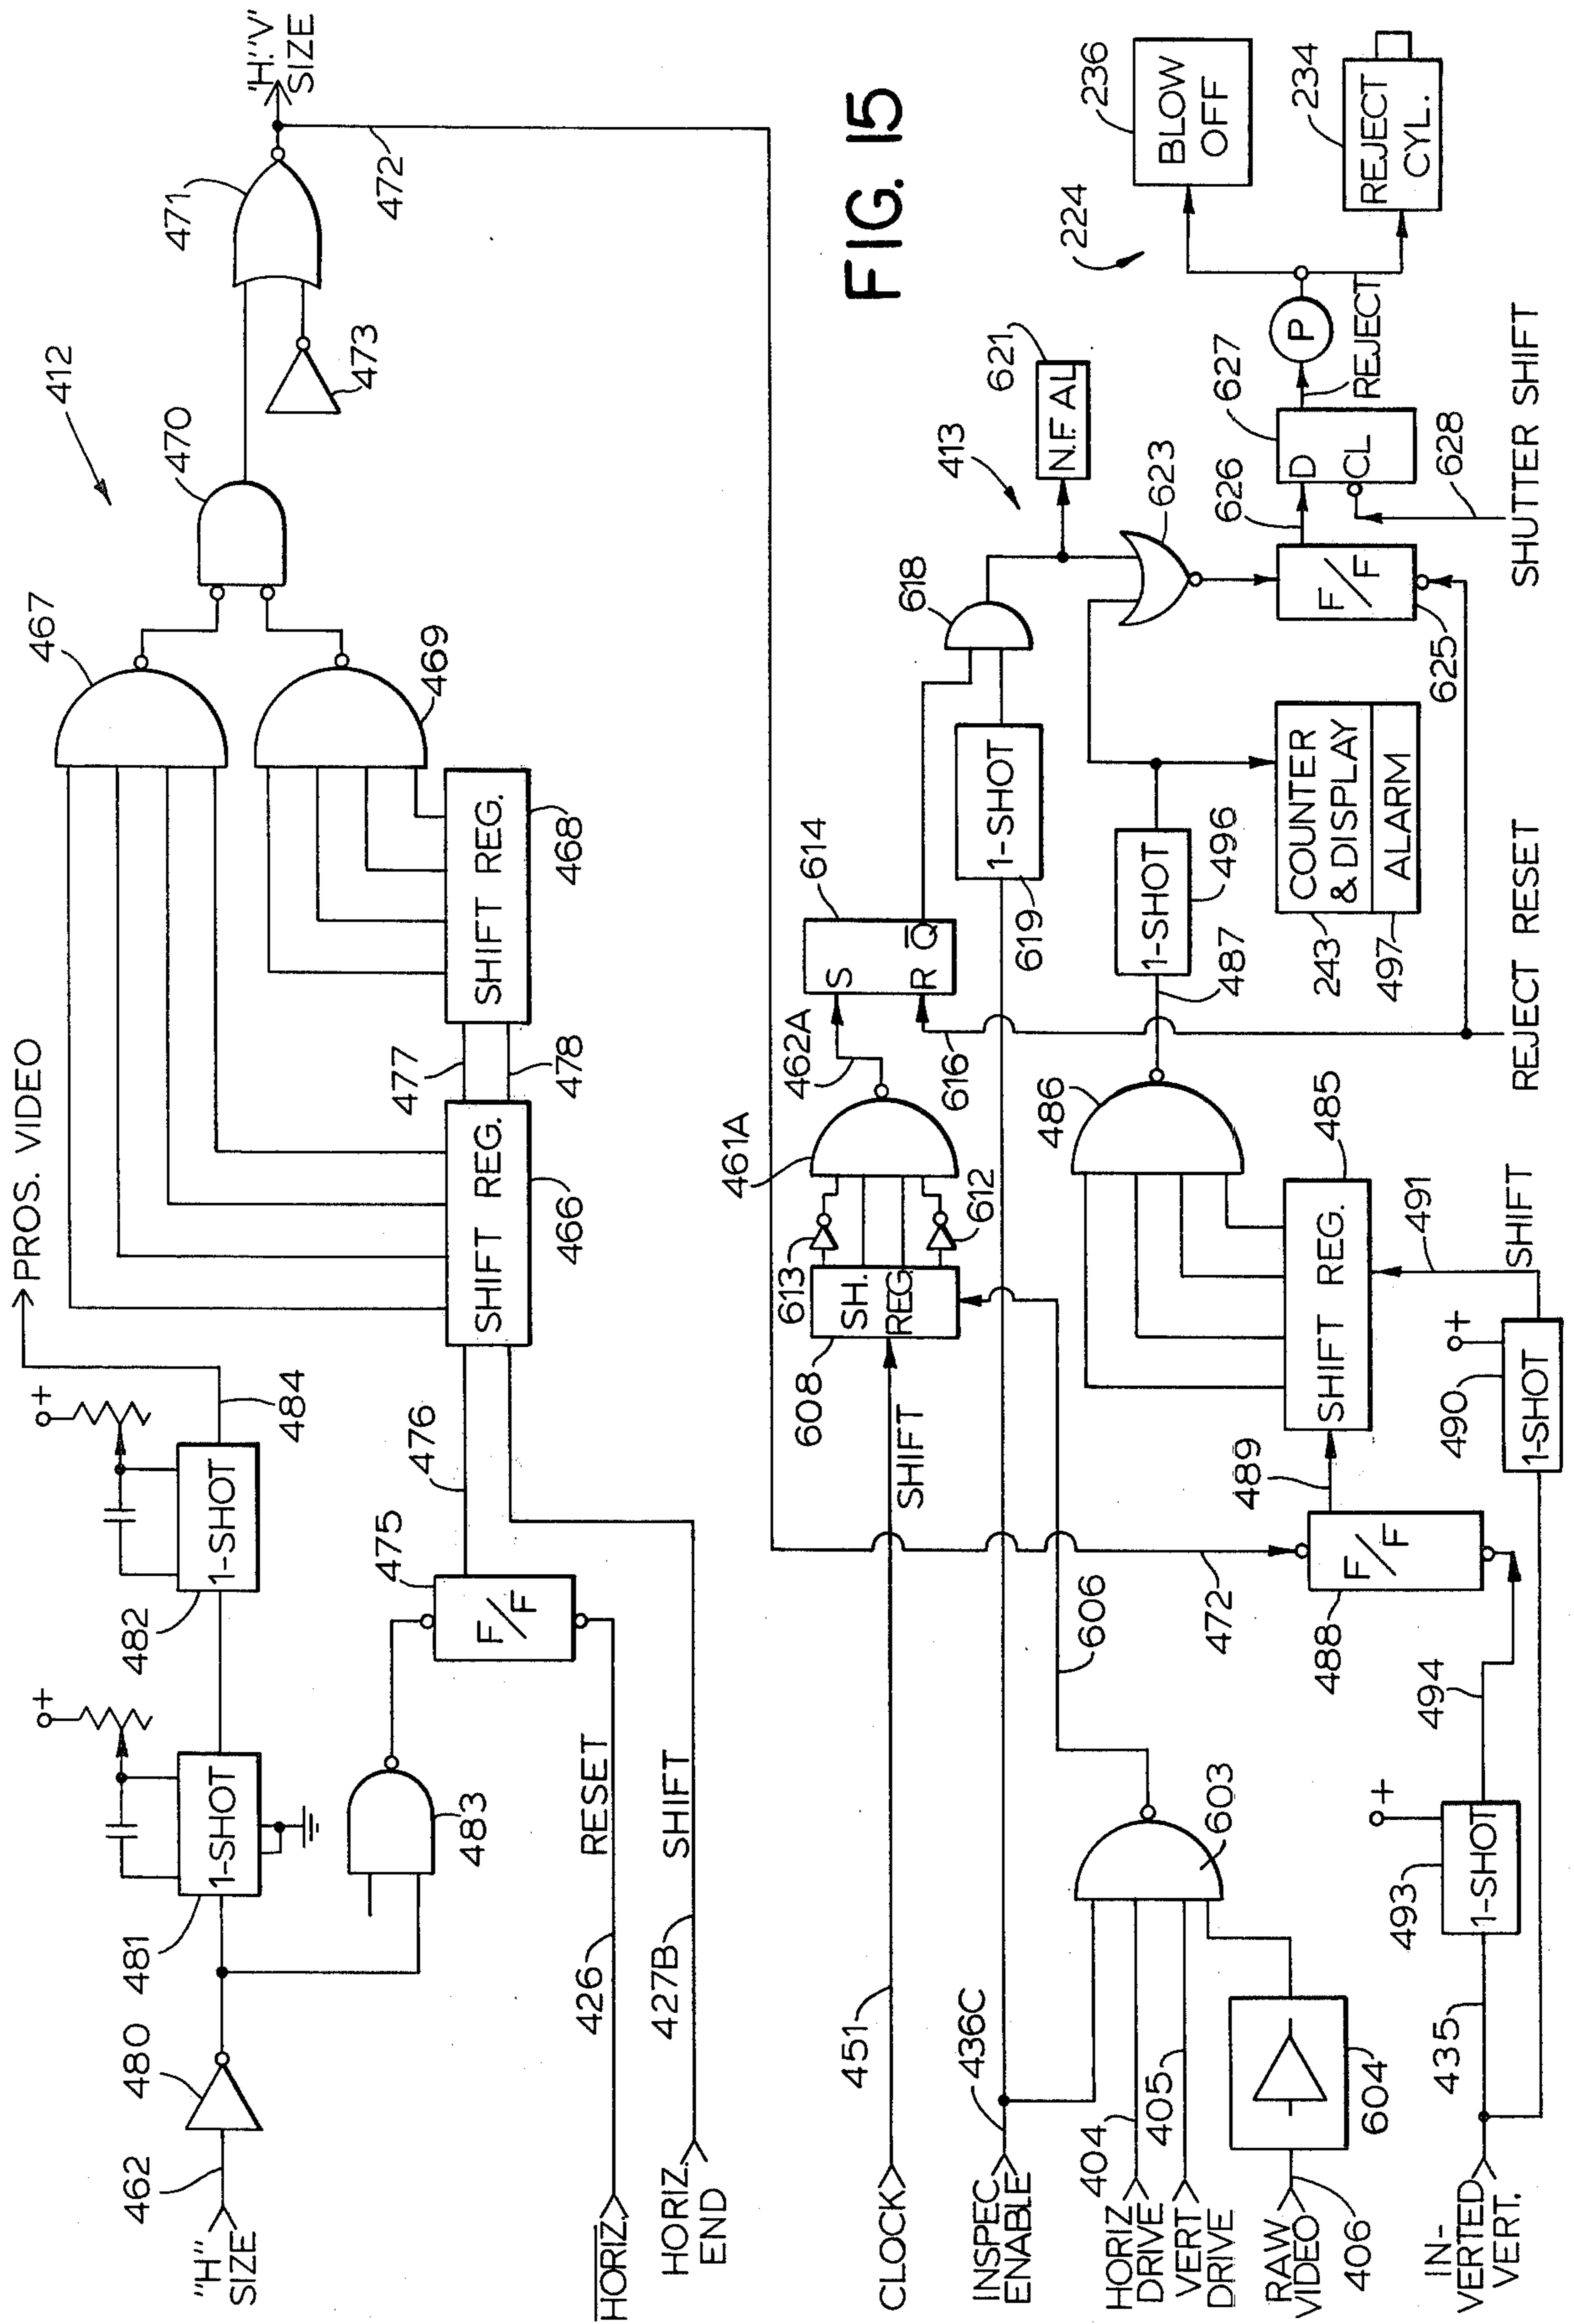 "H"
SIZE
462
480
481
1-SHOT
+
482
1-SHOT
+
484
PROS. VIDEO
483
475
F/F
476
HORIZ.
426
RESET
HORIZ.
END
427B
SHIFT
SHIFT REG.
466
477
478
SHIFT REG.
468
467
469
470
412
471
473
"H"."V"
SIZE
472
FIG. 15
CLOCK
451
SHIFT
608
SH.
REG.
613
612
461A
462A
614
S
R
Q
616
INSPEC
ENABLE
436C
619
1-SHOT
618
413
621
N.F. AL
HORIZ
DRIVE
404
VERT
DRIVE
405
RAW
VIDEO
406
604
603
606
472
488
F/F
489
SHIFT REG.
485
486
487
1-SHOT
496
COUNTER
& DISPLAY
ALARM
243
497
623
F/F
625
626
627
D
CL
628
SHUTTER SHIFT
P
REJECT
224
BLOW
OFF
236
REJECT
CYL.
234
IN-
VERTED
VERT.
435
493
1-SHOT
+
494
490
1-SHOT
+
491
SHIFT
REJECT RESET